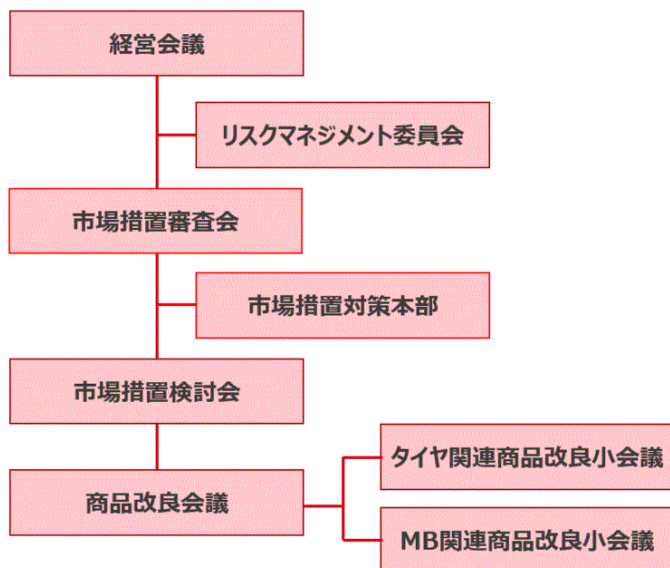 経営会議
リスクマネジメント委員会
市場措置審査会
市場措置対策本部
市場措置検討会
タイヤ関連商品改良小会議
商品改良会議
MB関連商品改良小会議